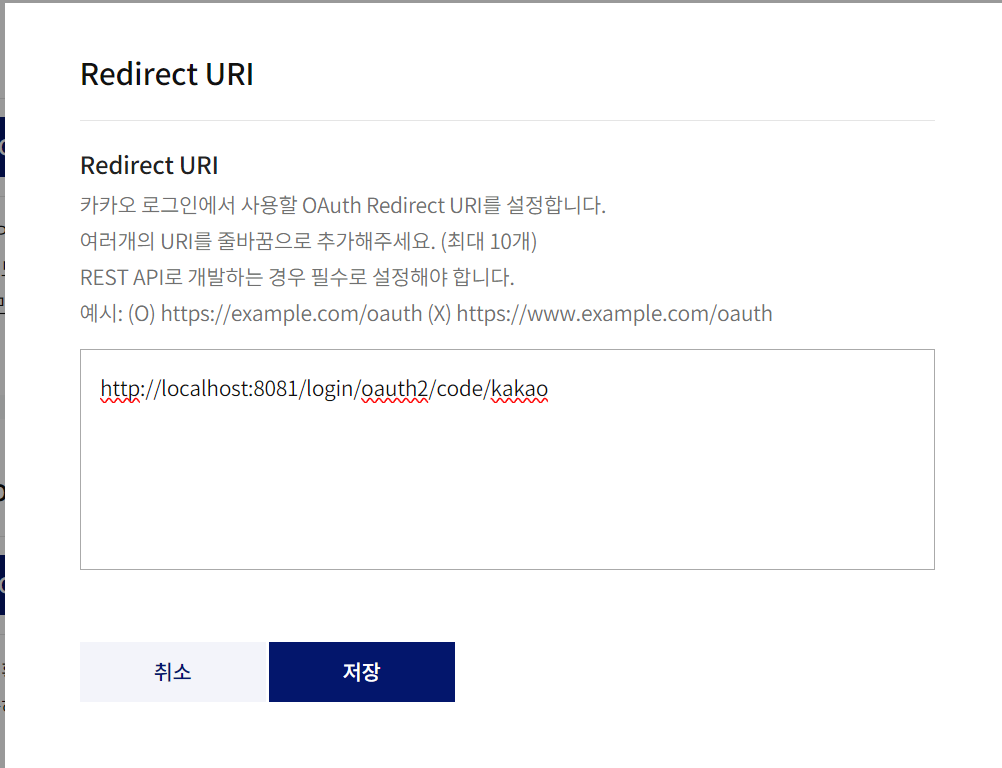 Redirect URI
Redirect URI
카카오 로그인에서 사용할 OAuth Redirect URI를 설정합니다.
여러개의 URI를 줄바꿈으로 추가해주세요. (최대 10개)
REST API로 개발하는 경우 필수로 설정해야 합니다.
예시: (O) https://example.com/oauth (X) https://www.example.com/oauth
http://localhost:8081/login/oauth2/code/kakao
취소
저장